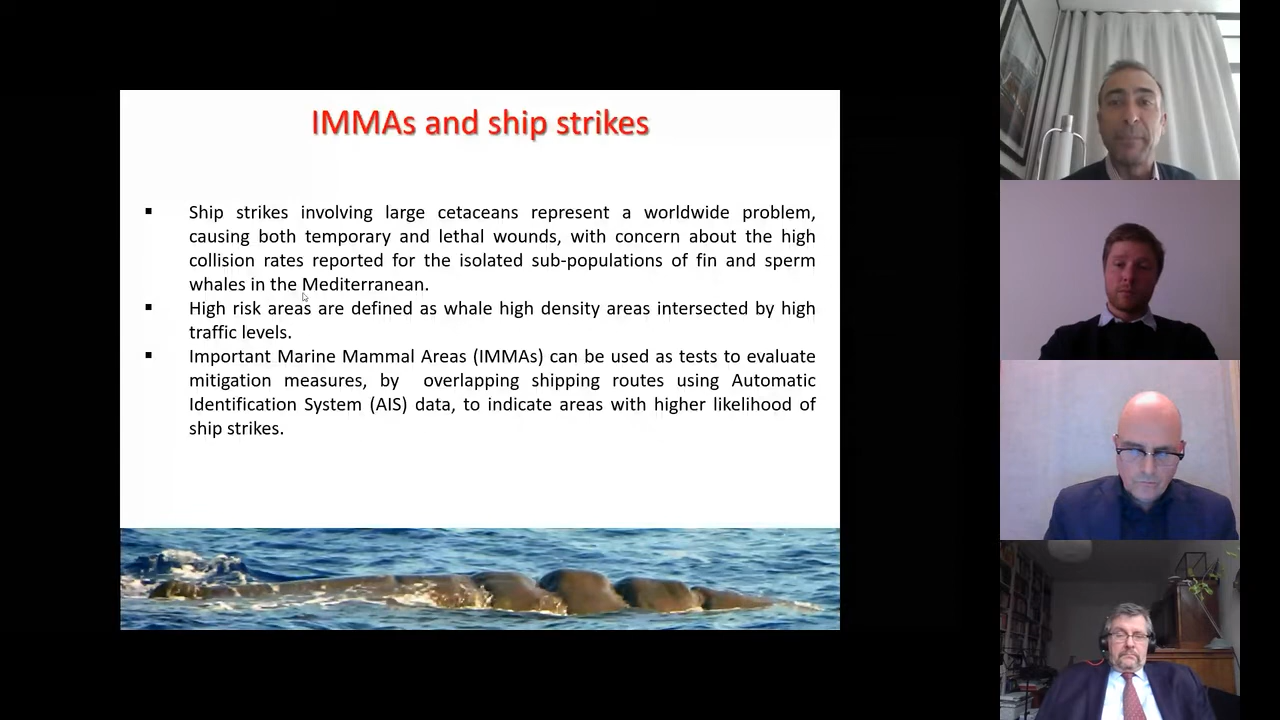 IMMAs and ship strikes
▪ Ship strikes involving large cetaceans represent a worldwide problem,
causing both temporary and lethal wounds, with concern about the high
collision rates reported for the isolated sub-populations of fin and sperm
whales in the Mediterranean.
▪ High risk areas are defined as whale high density areas intersected by high
traffic levels.
▪ Important Marine Mammal Areas (IMMAs) can be used as tests to evaluate
mitigation measures, by overlapping shipping routes using Automatic
Identification System (AIS) data, to indicate areas with higher likelihood of
ship strikes.